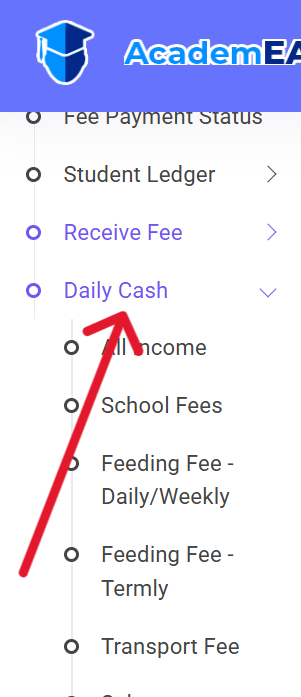 AcademEA
Fee Payment Status
Student Ledger
Receive Fee
Daily Cash
All Income
School Fees
Feeding Fee -
Daily/Weekly
Feeding Fee -
Termly
Transport Fee